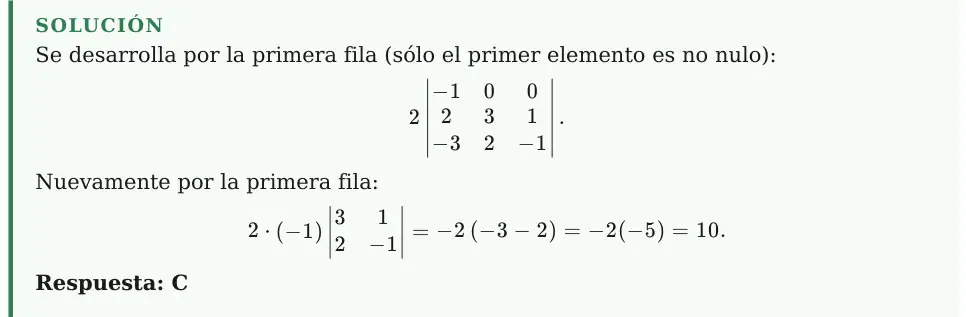 SOLUCIÓN
Se desarrolla por la primera fila (sólo el primer elemento es no nulo):
2 |−1 0 0|
|2 3 1|
|−3 2 −1| .
Nuevamente por la primera fila:
2 · (−1) |3 1|
|2 −1| = −2 (−3 − 2) = −2(−5) = 10.
Respuesta: C